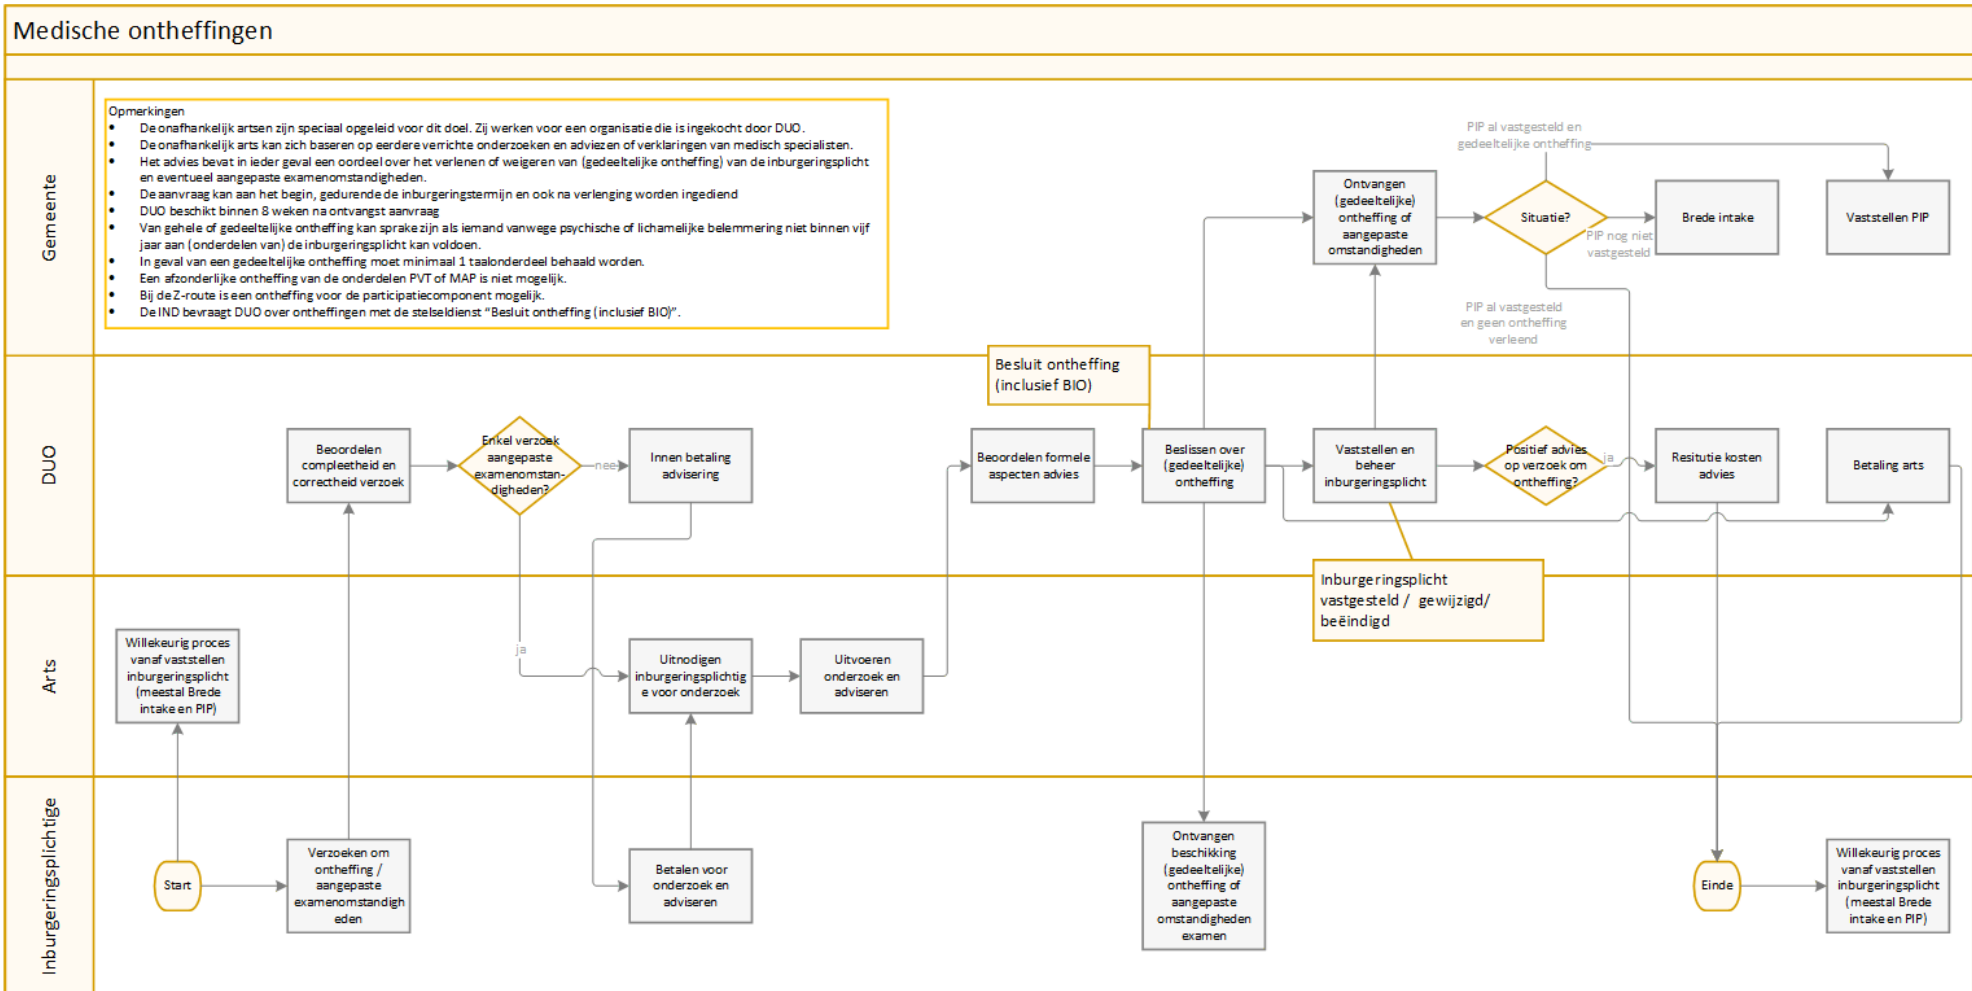 Medische ontheffingen
Gemeente
Opmerkingen
• De onafhankelijk artsen zijn speciaal opgeleid voor dit doel. Zij werken voor een organisatie die is ingekocht door DUO.
• De onafhankelijk arts kan zich baseren op eerdere verrichte onderzoeken en adviezen of verklaringen van medisch specialisten.
• Het advies bevat in ieder geval een oordeel over het verlenen of weigeren van (gedeeltelijke ontheffing) van de inburgeringsplicht
en eventueel aangepaste examenomstandigheden.
• De aanvraag kan aan het begin, gedurende de inburgeringstermijn en ook na verlenging worden ingediend
• DUO beschikt binnen 8 weken na ontvangst aanvraag
• Van gehele of gedeeltelijke ontheffing kan sprake zijn als iemand vanwege psychische of lichamelijke belemmering niet binnen vijf
jaar aan (onderdelen van) de inburgeringsplicht kan voldoen.
• In geval van een gedeeltelijke ontheffing moet minimaal 1 taalonderdeel behaald worden.
• Een afzonderlijke ontheffing van de onderdelen PVT of MAP is niet mogelijk.
• Bij de Z-route is een ontheffing voor de participatiecomponent mogelijk.
• De IND bevraagt DUO over ontheffingen met de stelseldienst “Besluit ontheffing (inclusief BIO)”.
Ontvangen
(gedeeltelijke)
ontheffing of
aangepaste
omstandigheden
PIP al vastgesteld en
gedeeltelijke ontheffing
Situatie?
PIP nog niet
vastgesteld
Brede intake
Vaststellen PIP
PIP al vastgesteld
en geen ontheffing
verleend
DUO
Beoordelen
compleetheid en
correctheid verzoek
Enkel verzoek
aangepaste
examenomstan-
digheden?
nee
Innen betaling
advisering
Beoordelen formele
aspecten advies
Besluit ontheffing
(inclusief BIO)
Beslissen over
(gedeeltelijke)
ontheffing
Vaststellen en
beheer
inburgeringsplicht
Positief advies
op verzoek om
ontheffing?
ja
Resitutie kosten
advies
Betaling arts
Arts
Willekeurig proces
vanaf vaststellen
inburgeringsplicht
(meestal Brede
intake en PIP)
ja
Uitnodigen
inburgeringsplichtig
e voor onderzoek
Uitvoeren
onderzoek en
adviseren
Inburgeringsplicht
vastgesteld / gewijzigd/
beëindigd
Inburgeringsplichtige
Start
Verzoeken om
ontheffing /
aangepaste
examenomstandigh
eden
Betalen voor
onderzoek en
adviseren
Ontvangen
beschikking
(gedeeltelijke)
ontheffing of
aangepaste
omstandigheden
examen
Einde
Willekeurig proces
vanaf vaststellen
inburgeringsplicht
(meestal Brede
intake en PIP)